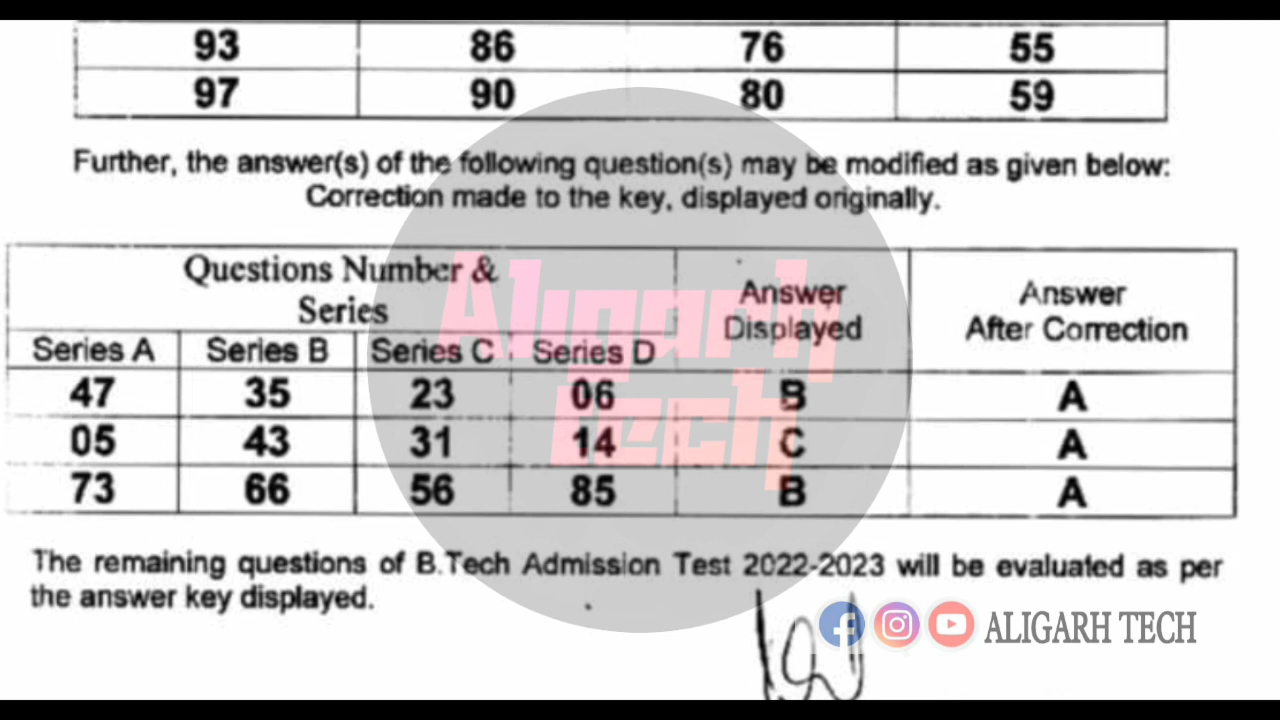 93 86 76 55
97 90 80 59
Further, the answer(s) of the following question(s) may be modified as given below:
Correction made to the key, displayed originally.
Questions Number &
Series
Answer
Displayed
Answer
After Correction
Series A Series B Series C Series D
47 35 23 06 B A
05 43 31 14 C A
73 66 56 85 B A
The remaining questions of B.Tech Admission Test 2022-2023 will be evaluated as per
the answer key displayed.
Aligarh
tech
ALIGARH TECH